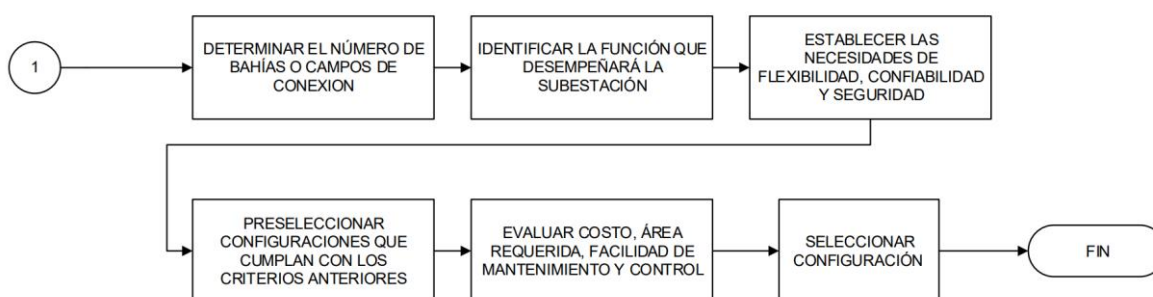 1
DETERMINAR EL NÚMERO DE
BAHÍAS O CAMPOS DE
CONEXION
IDENTIFICAR LA FUNCIÓN QUE
DESEMPEÑARÁ LA
SUBESTACIÓN
ESTABLECER LAS
NECESIDADES DE
FLEXIBILIDAD, CONFIABILIDAD
Y SEGURIDAD
PRESELECCIONAR
CONFIGURACIONES QUE
CUMPLAN CON LOS
CRITERIOS ANTERIORES
EVALUAR COSTO, ÁREA
REQUERIDA, FACILIDAD DE
MANTENIMIENTO Y CONTROL
SELECCIONAR
CONFIGURACIÓN
FIN